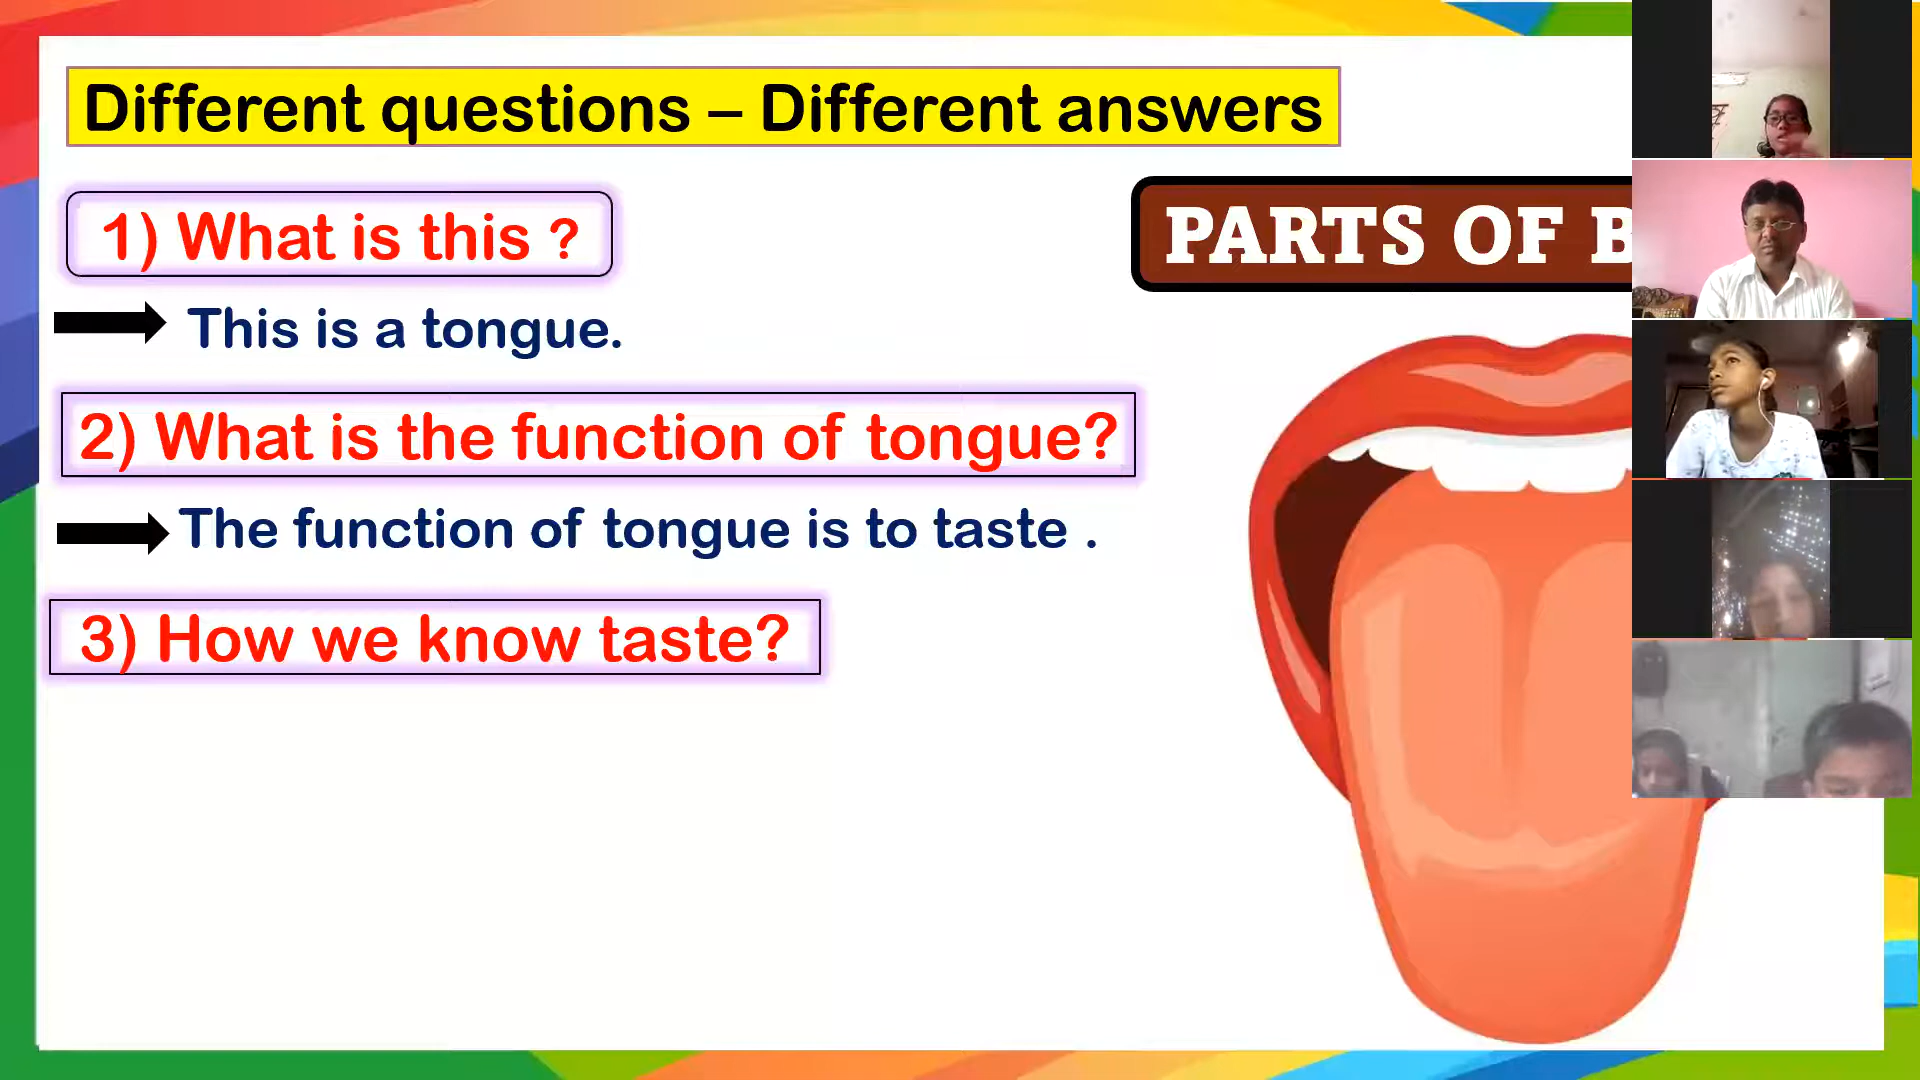 Different questions – Different answers
1) What is this ?
PARTS OF B
This is a tongue.
2) What is the function of tongue?
The function of tongue is to taste .
3) How we know taste?